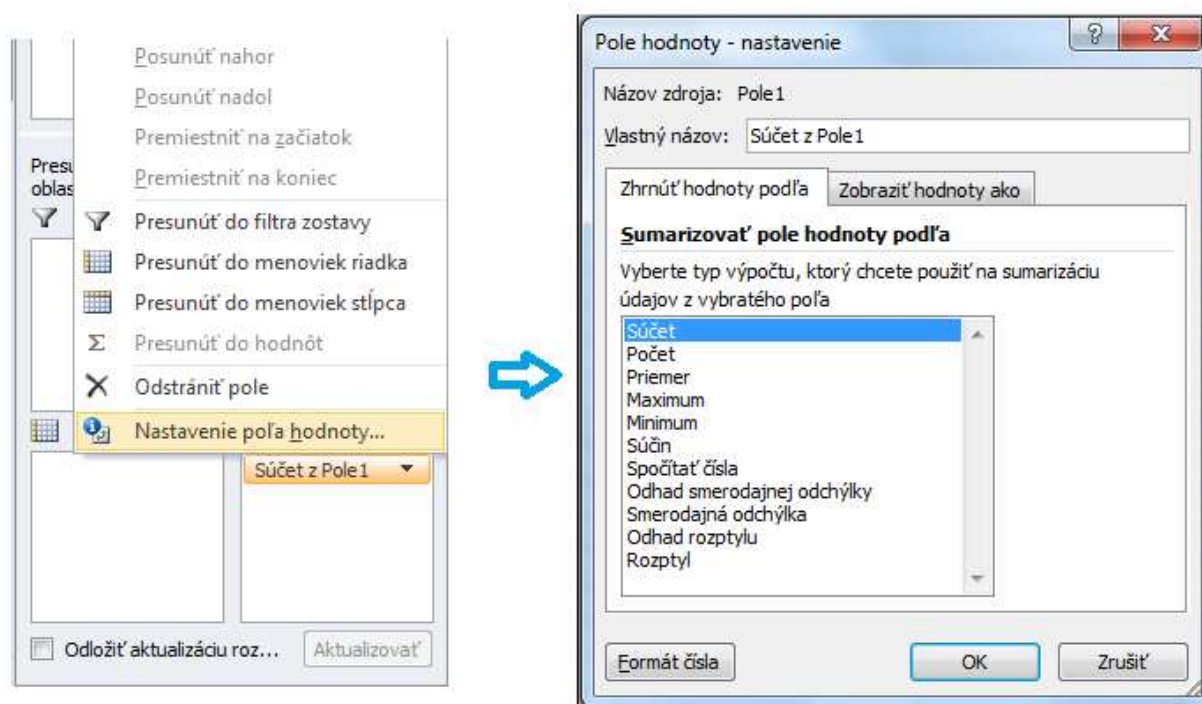 Posunúť nahor
Posunúť nadol
Premiestniť na začiatok
Premiestniť na koniec
Presunúť do filtra zostavy
Presunúť do menoviek riadka
Presunúť do menoviek stĺpca
Σ Presunúť do hodnôt
Odstrániť pole
Nastavenie poľa hodnoty...
Presu
oblas
Súčet z Pole1
Odložiť aktualizáciu roz...
Aktualizovať
Pole hodnoty - nastavenie
Názov zdroja: Pole1
Vlastný názov: Súčet z Pole1
Zhrnúť hodnoty podľa
Zobraziť hodnoty ako
Sumarizovať pole hodnoty podľa
Vyberte typ výpočtu, ktorý chcete použiť na sumarizáciu
údajov z vybratého poľa
Súčet
Počet
Priemer
Maximum
Minimum
Súčin
Spočítať čísla
Odhad smerodajnej odchýlky
Smerodajná odchýlka
Odhad rozptylu
Rozptyl
Formát čísla
OK
Zrušiť